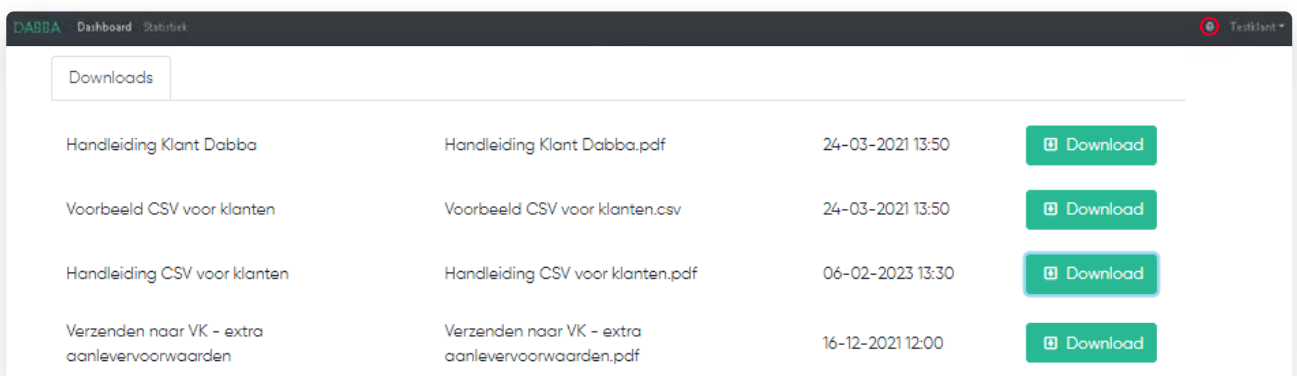 DABBA Dashboard Statistiek Testklant
Downloads
Handleiding Klant Dabba Handleiding Klant Dabba.pdf 24-03-2021 13:50 Download
Voorbeeld CSV voor klanten Voorbeeld CSV voor klanten.csv 24-03-2021 13:50 Download
Handleiding CSV voor klanten Handleiding CSV voor klanten.pdf 06-02-2023 13:30 Download
Verzenden naar VK - extra Verzenden naar VK - extra
aanlevervoorwaarden aanlevervoorwaarden.pdf 16-12-2021 12:00 Download